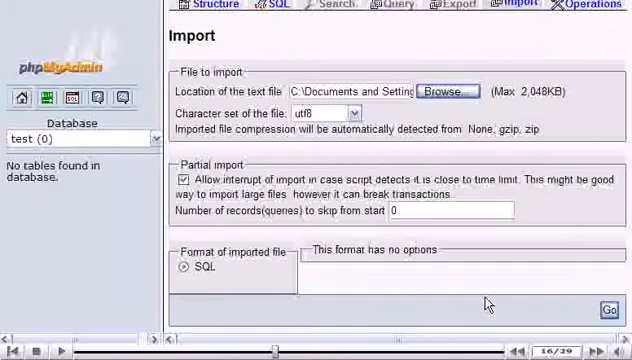 Structure SQL Search Query Export Import Operations
phpMyAdmin
Import
File to import
Location of the text file C:\Documents and Setting Browse... (Max 2,048KB)
Character set of the file: utf8
Imported file compression will be automatically detected from None, gzip, zip
Database
test (0)
No tables found in
database.
Partial import
Allow interrupt of import in case script detects it is close to time limit. This might be good
way to import large files however it can break transactions
Number of records(queries) to skip from start 0
Format of imported file
SQL
This format has no options
Go
16/29